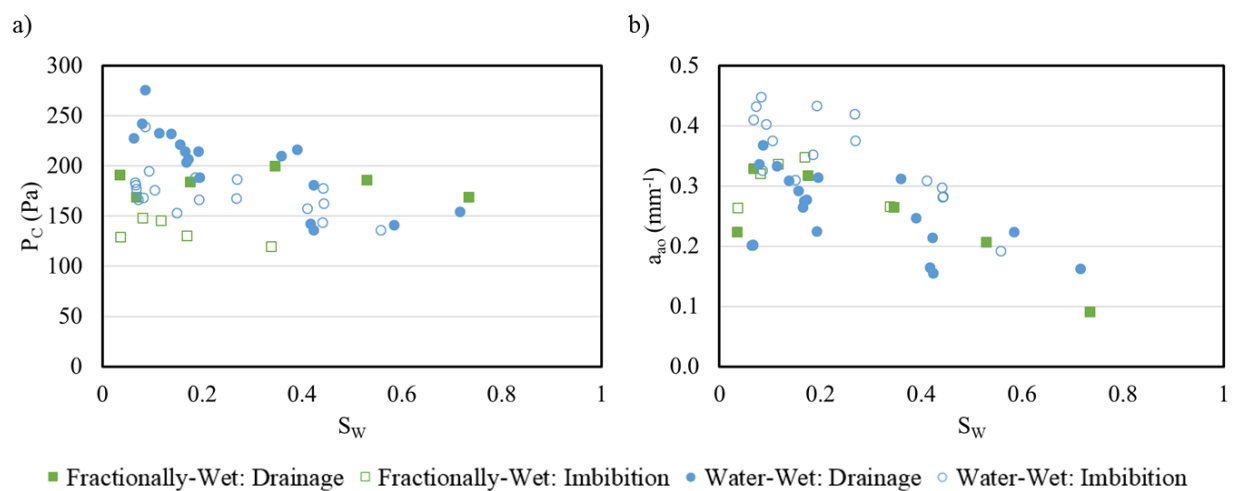 a)
300
250
200
150
100
50
0
P_C (Pa)
0 0.2 0.4 0.6 0.8 1
S_W
b)
0.5
0.4
0.3
0.2
0.1
0.0
a_ao (mm⁻¹)
0 0.2 0.4 0.6 0.8 1
S_W
Fractionally-Wet: Drainage Fractionally-Wet: Imbibition Water-Wet: Drainage Water-Wet: Imbibition